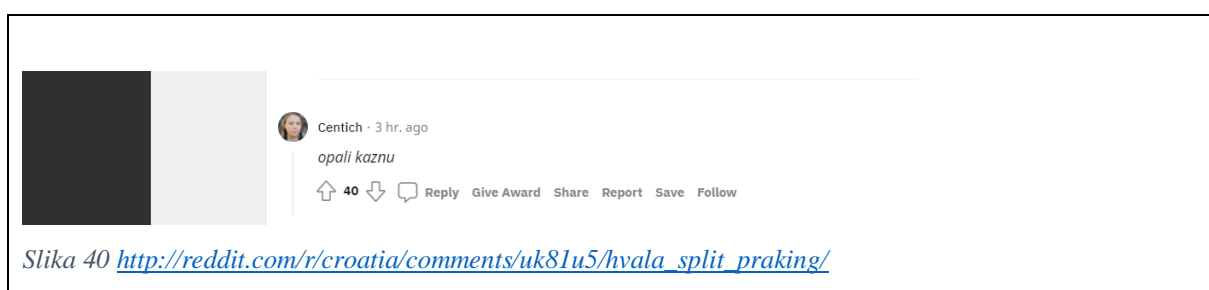 Centich · 3 hr. ago
opali kaznu
40 Reply Give Award Share Report Save Follow
Slika 40 http://reddit.com/r/croatia/comments/uk81u5/hvala_split_praking/